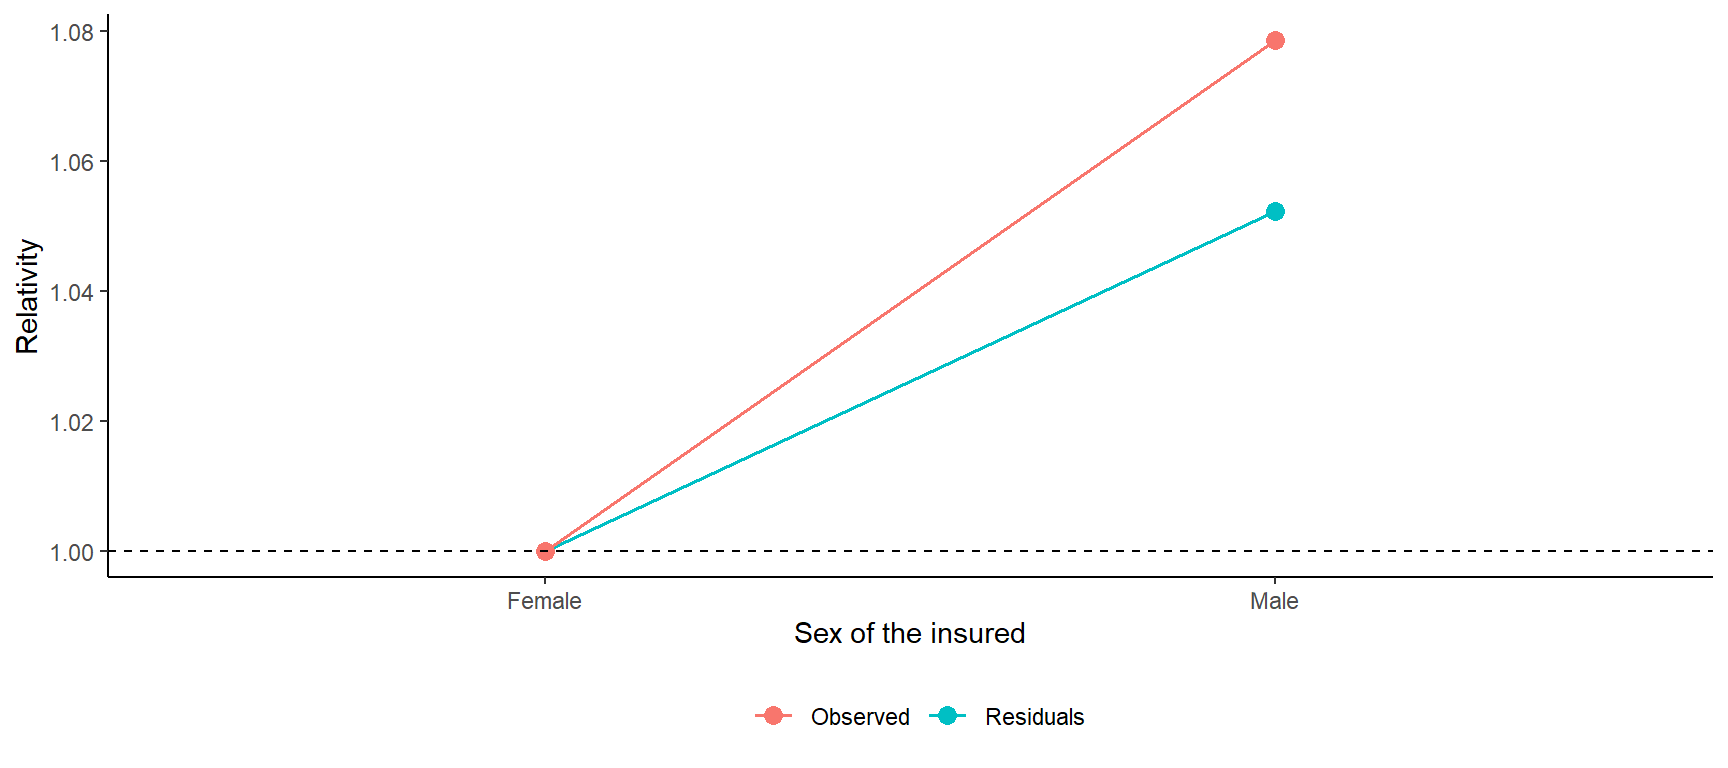 1.08
1.06
1.04
1.02
1.00
Relativity
Female Male
Sex of the insured
Observed Residuals